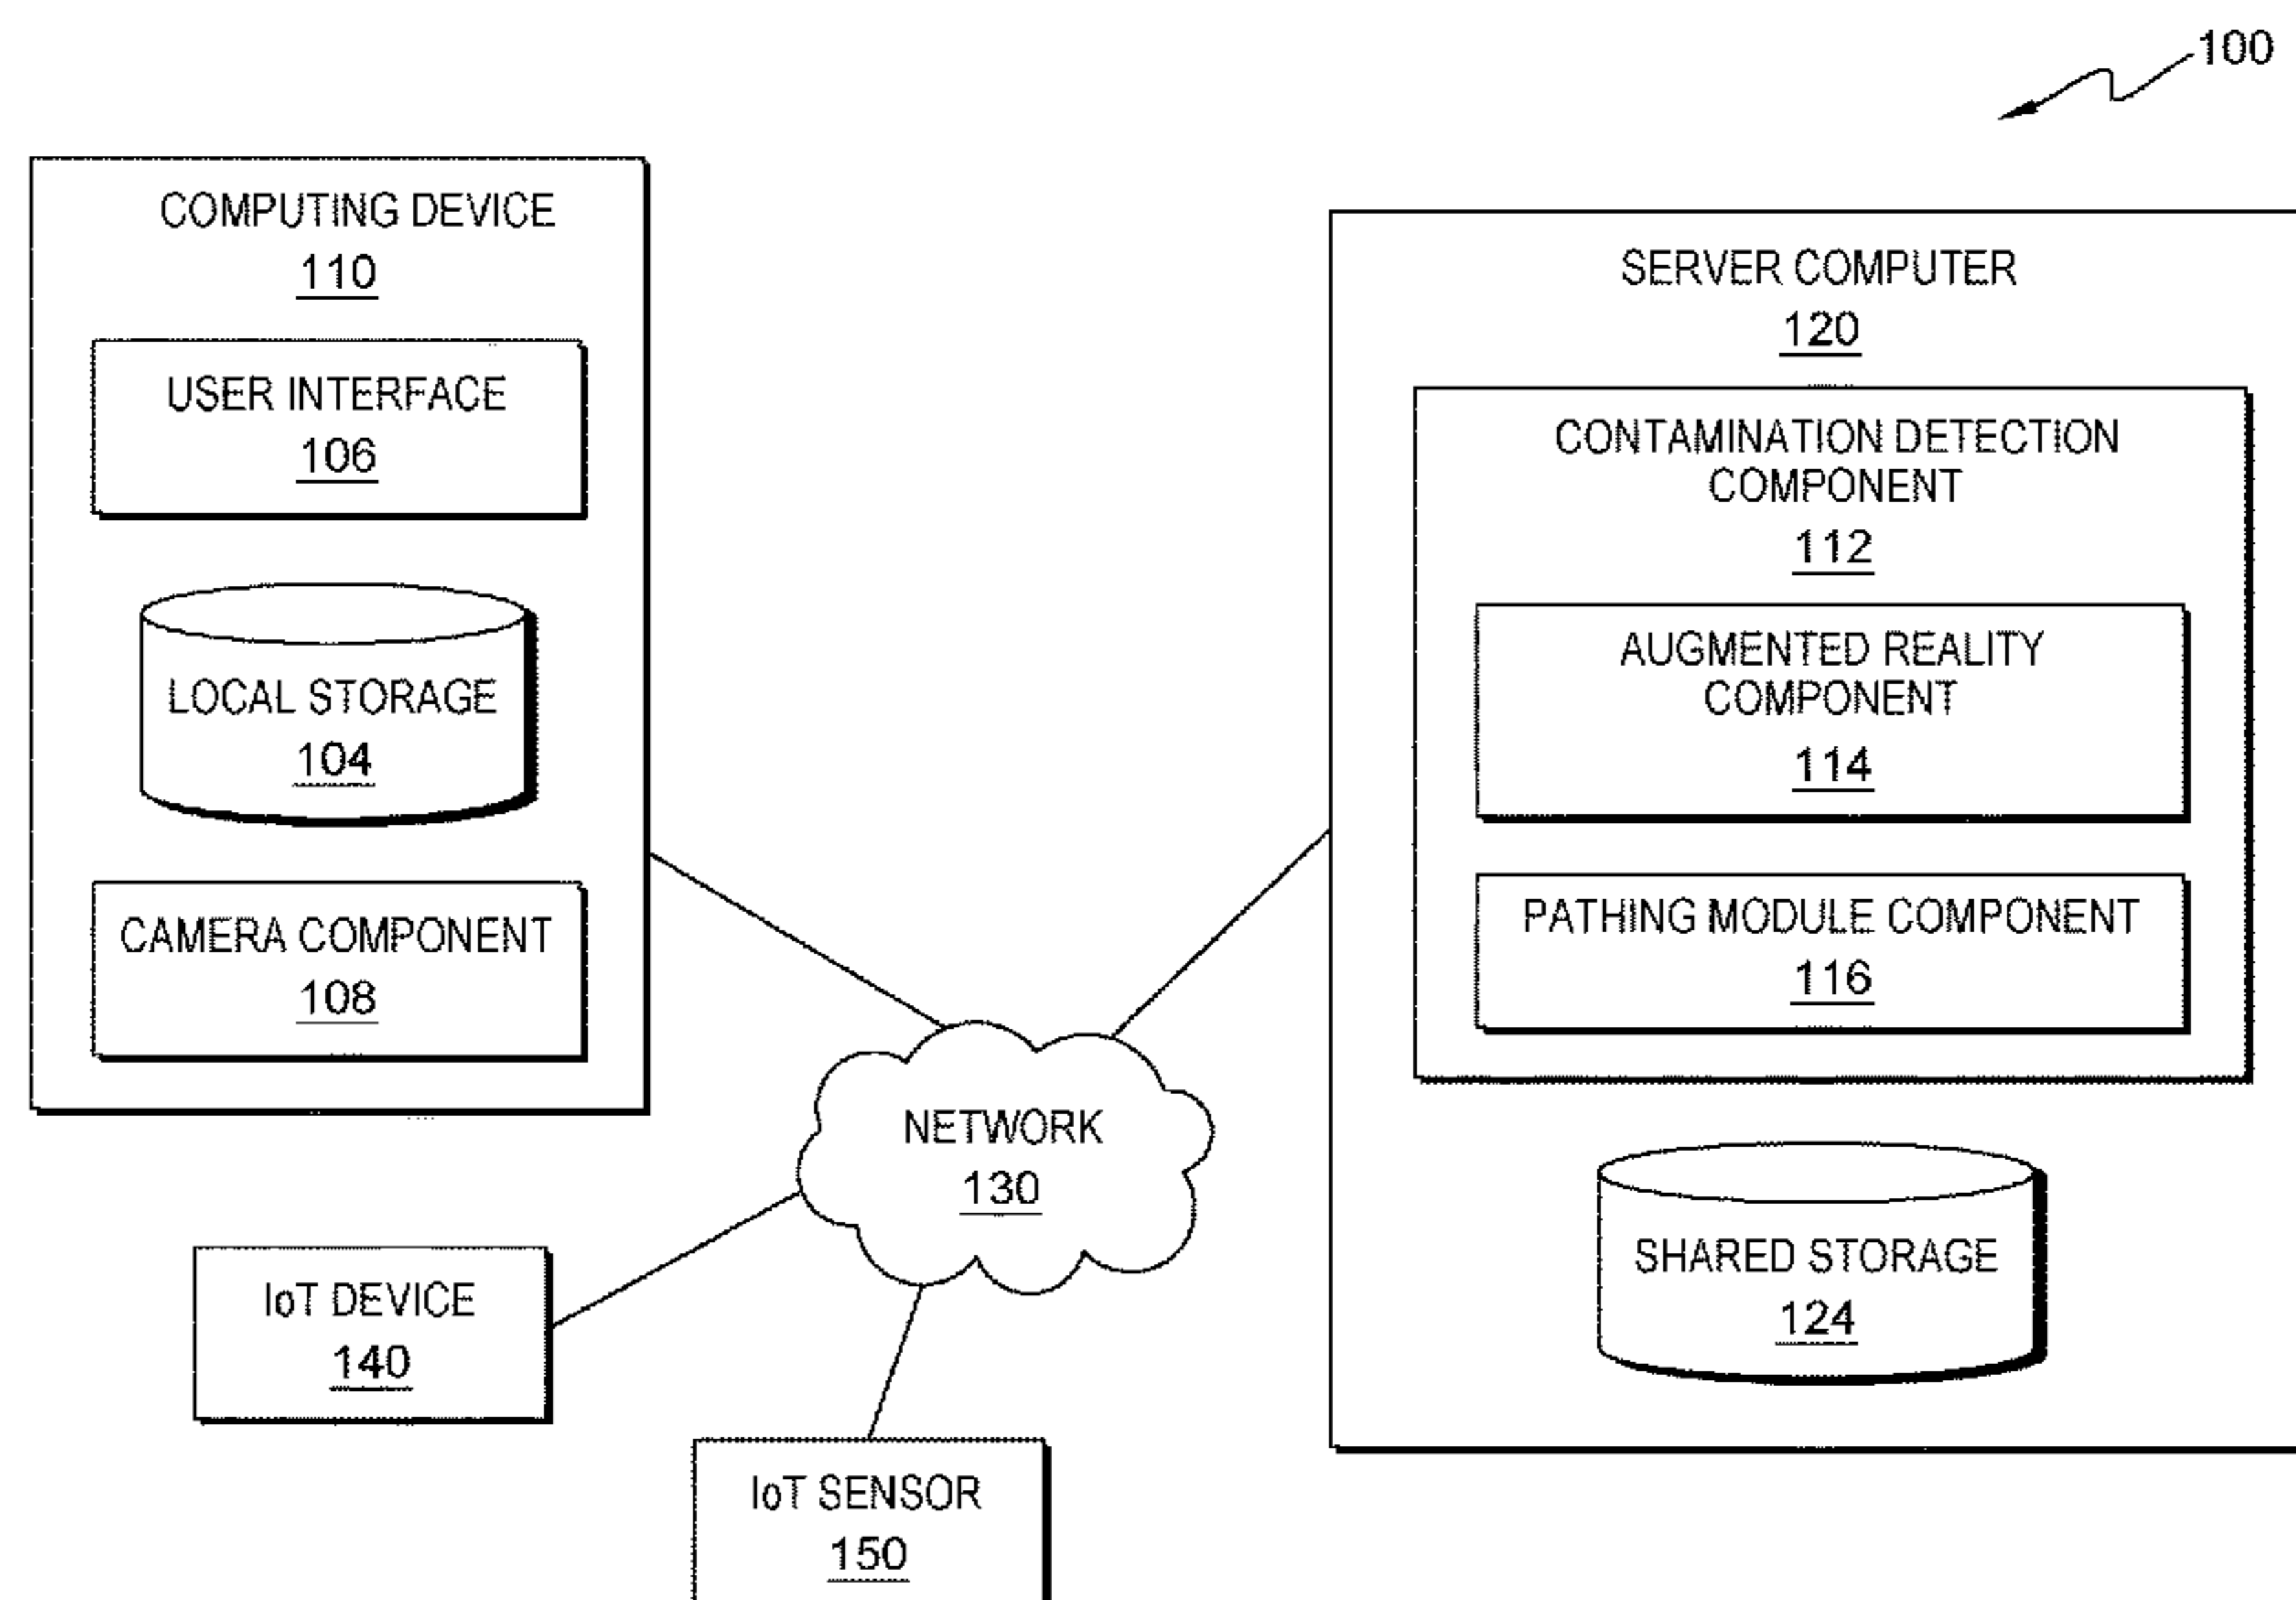 100
COMPUTING DEVICE
110
USER INTERFACE
106
LOCAL STORAGE
104
CAMERA COMPONENT
108
SERVER COMPUTER
120
CONTAMINATION DETECTION
COMPONENT
112
AUGMENTED REALITY
COMPONENT
114
PATHING MODULE COMPONENT
116
SHARED STORAGE
124
NETWORK
130
IoT DEVICE
140
IoT SENSOR
150